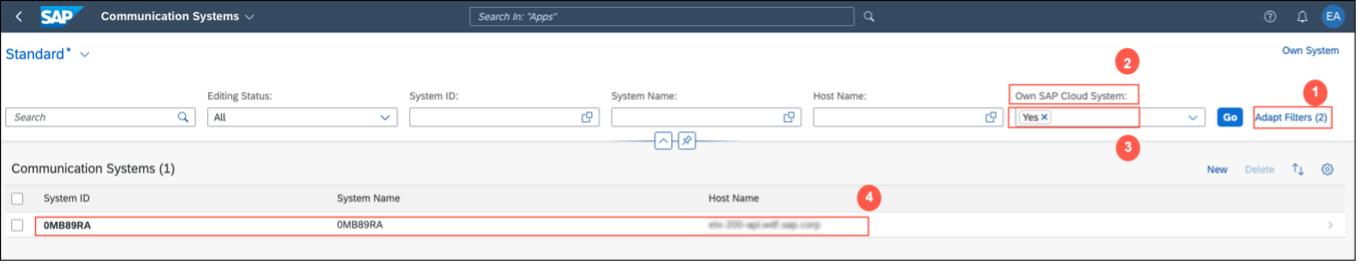 SAP Communication Systems Search In: "Apps" EA
Standard* Own System
2
1
Editing Status: System ID: System Name: Host Name: Own SAP Cloud System:
Search All Yes Go Adapt Filters (2)
3
Communication Systems (1) New Delete
4
System ID System Name Host Name
0MB89RA 0MB89RA